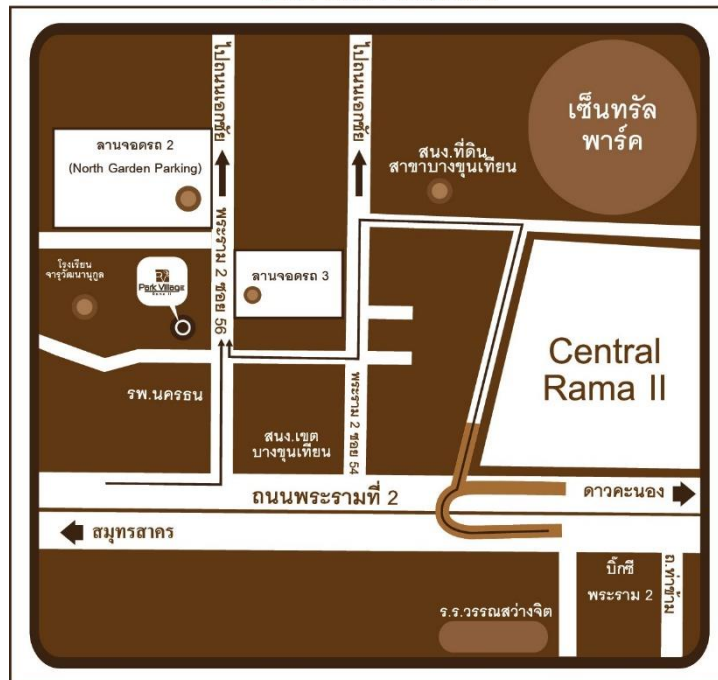 ไปถนนเอกชัย
ไปถนนเอกชัย
เซ็นทรัล
พาร์ค
ลานจอดรถ 2
(North Garden Parking)
สนง.ที่ดิน
สาขาบางขุนเทียน
พระราม 2 ซอย 56
โรงเรียน
จารุวัฒนานุกูล
Park Village
Rama II
ลานจอดรถ 3
Central
Rama II
รพ.นครธน
พระราม 2 ซอย 54
สนง.เขต
บางขุนเทียน
ถนนพระรามที่ 2
ดาวคะนอง
สมุทรสาคร
บิ๊กซี
พระราม 2
ถ.ท่าข้าม
ร.ร.วรรณสว่างจิต